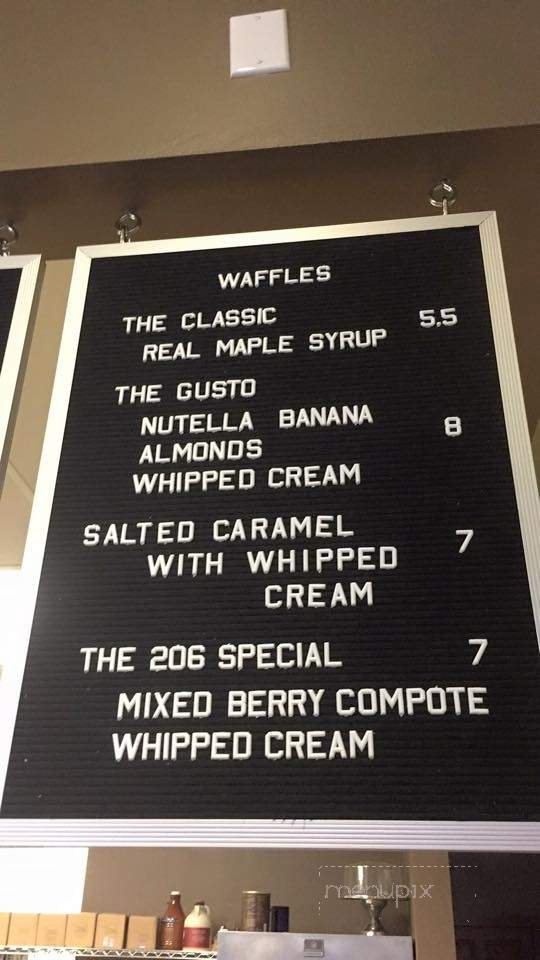 WAFFLES
THE CLASSIC 5.5
REAL MAPLE SYRUP
THE GUSTO
NUTELLA BANANA 8
ALMONDS
WHIPPED CREAM
SALTED CARAMEL 7
WITH WHIPPED
CREAM
THE 206 SPECIAL 7
MIXED BERRY COMPOTE
WHIPPED CREAM
menupix